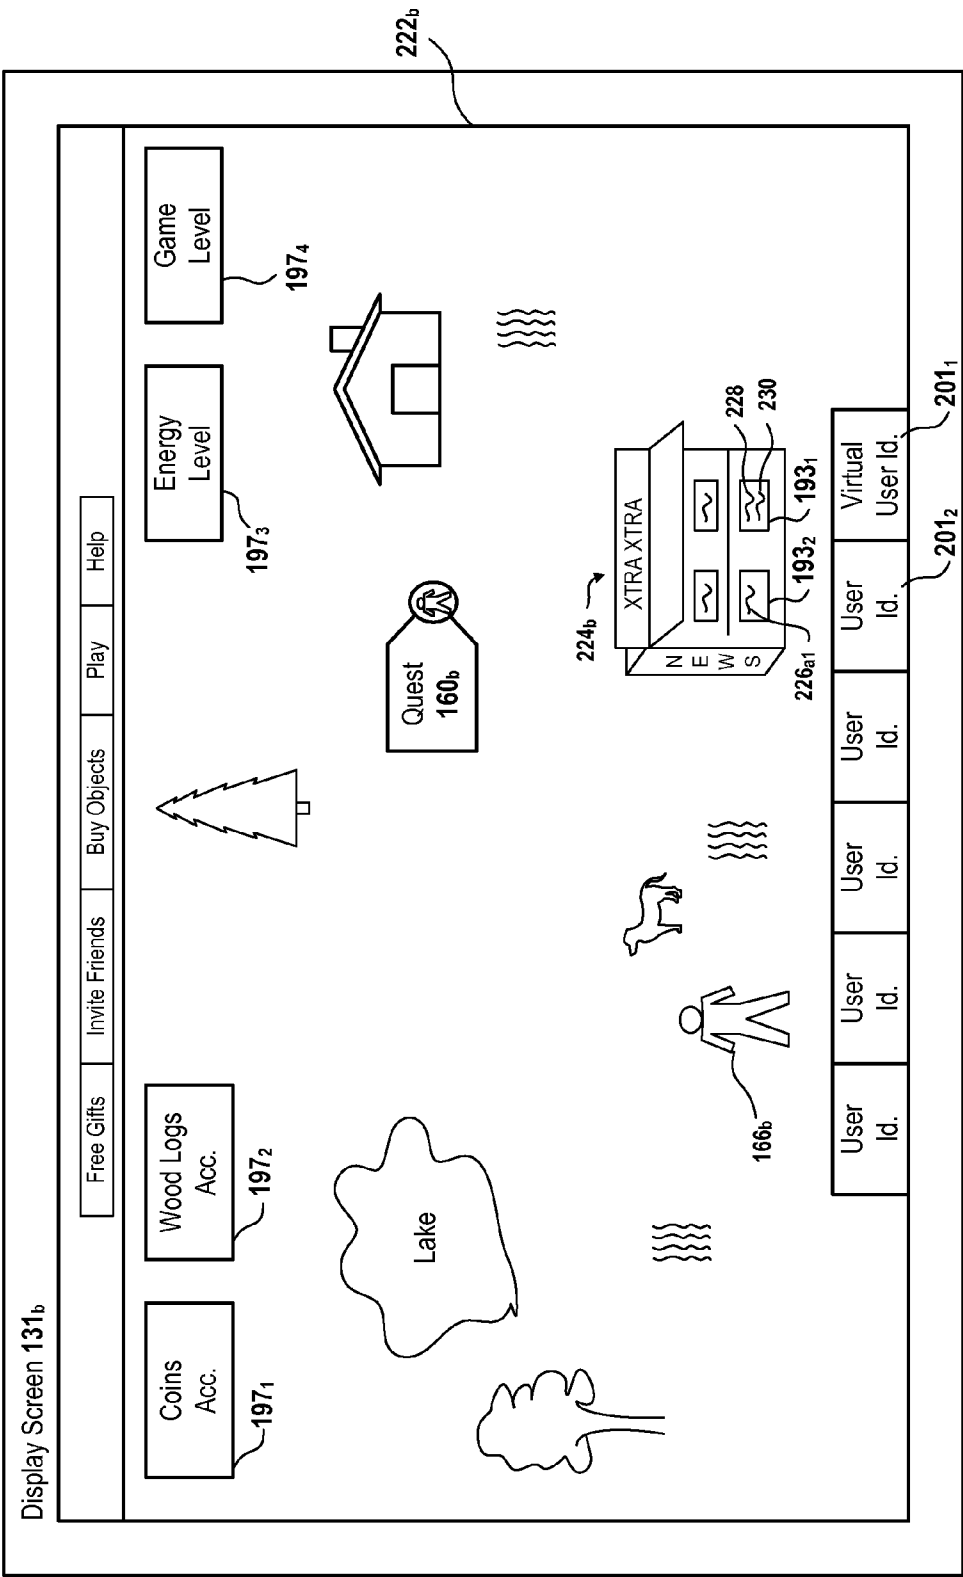 Display Screen 131b
222b
Free Gifts
Invite Friends
Buy Objects
Play
Help
Coins
Acc.
197₁
Wood Logs
Acc.
197₂
Energy
Level
197₃
Game
Level
197₄
Lake
Quest
160b
224b
XTRA XTRA
N
E
W
S
228
230
193₁
193₂
226a1
166b
User
Id.
User
Id.
User
Id.
User
Id.
User
Id.
201₂
Virtual
User Id.
201₁